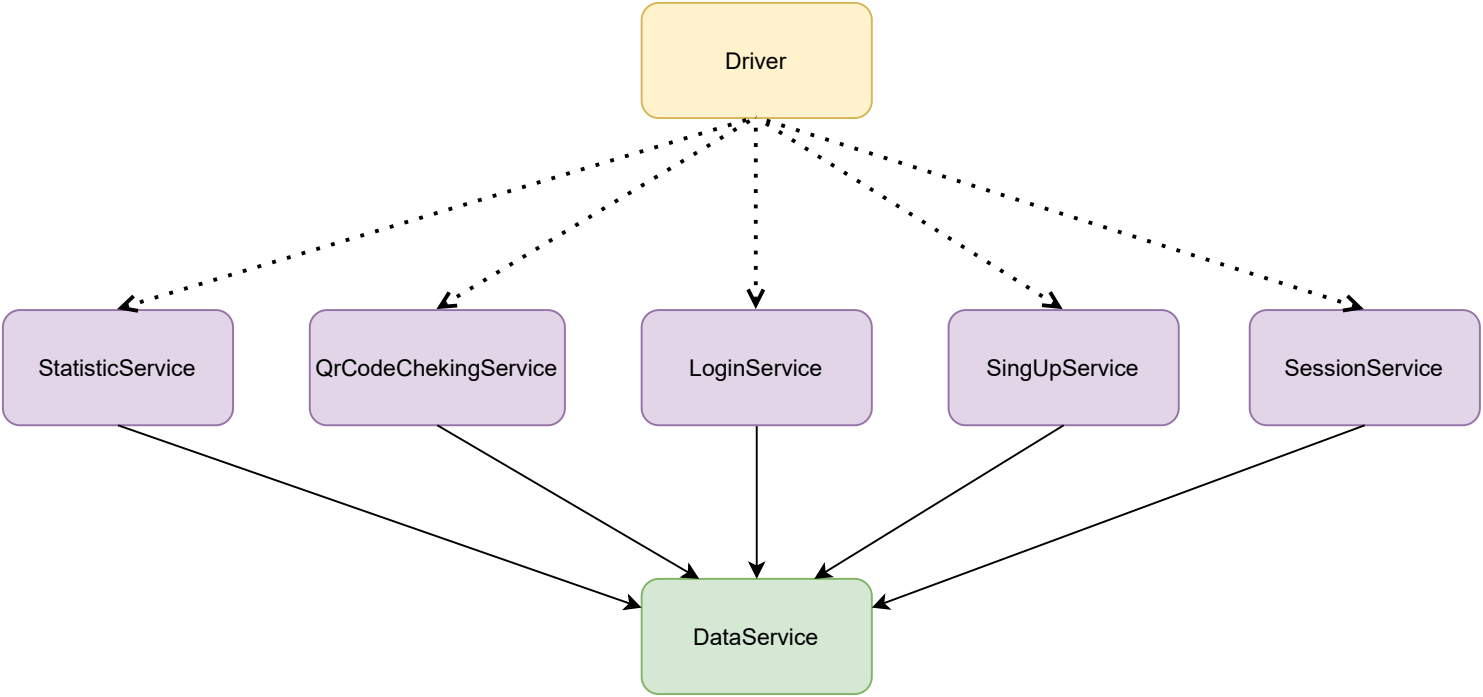 Driver
StatisticService
QrCodeChekingService
LoginService
SingUpService
SessionService
DataService